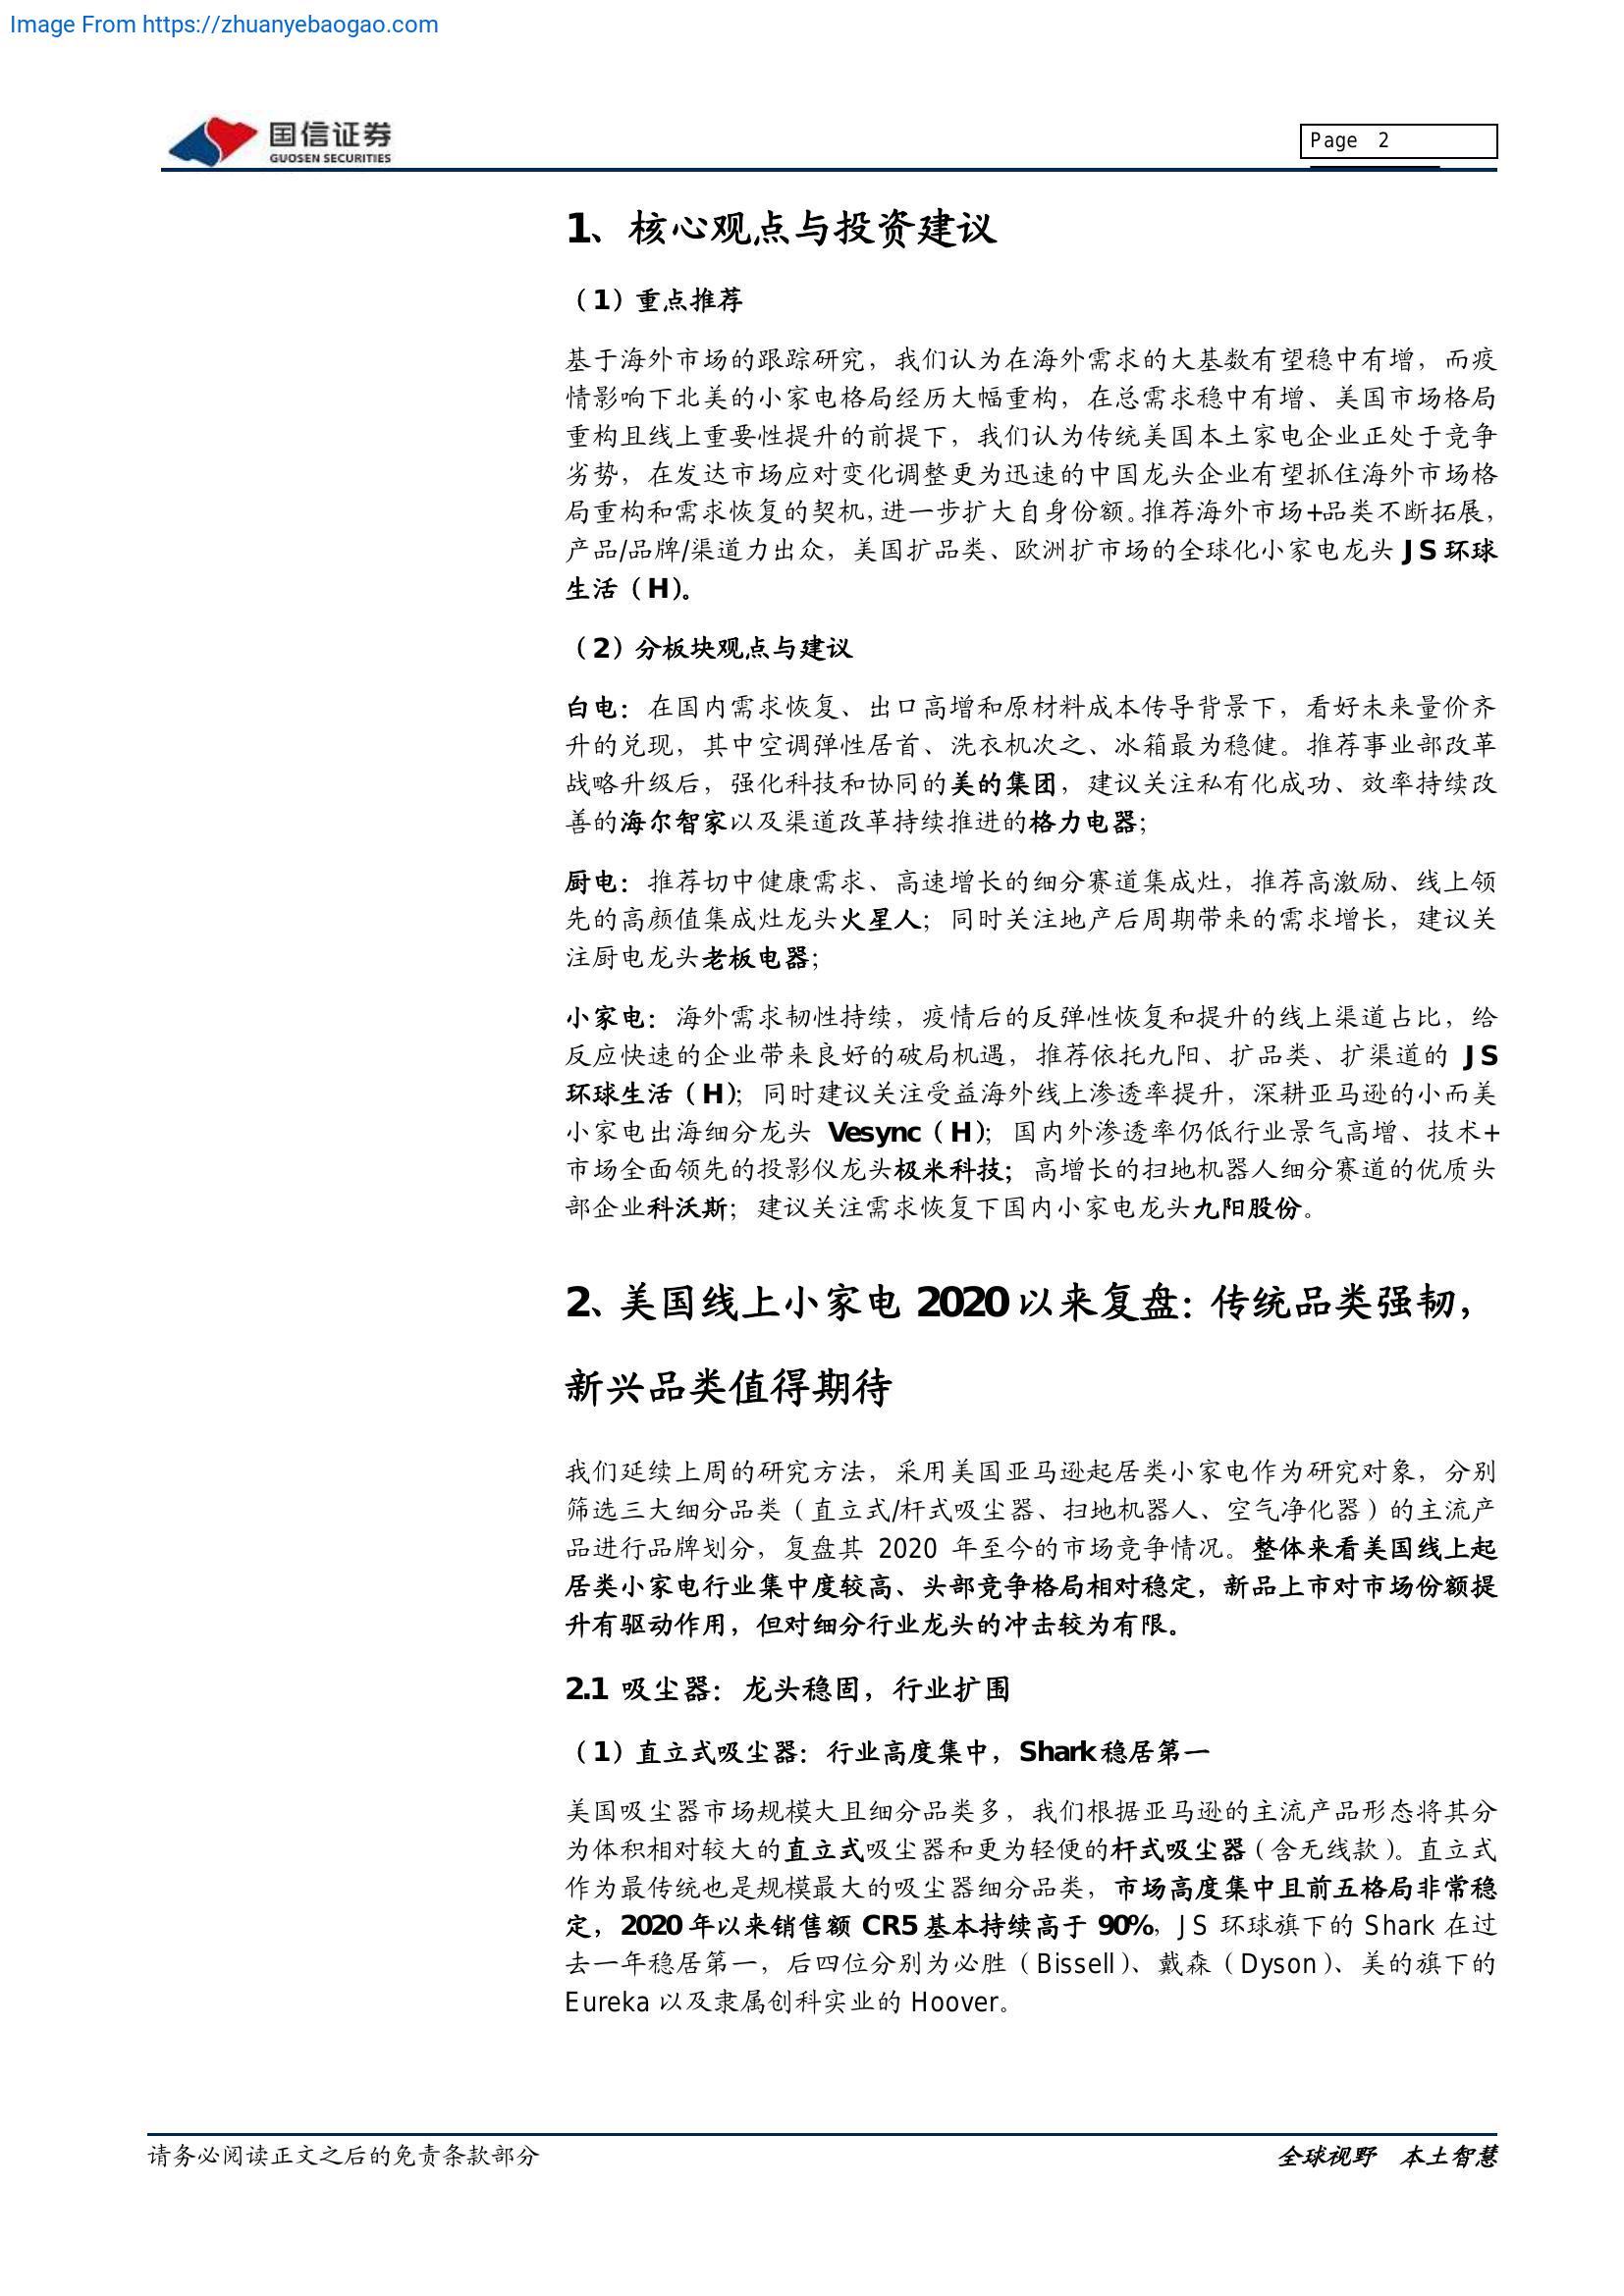 Image From https://zhuanyebaogao.com
国信证券
GUOSEN SECURITIES
Page 2
1、核心观点与投资建议
（1）重点推荐
基于海外市场的跟踪研究，我们认为在海外需求的大基数有望稳中有增，而疫
情影响下北美的小家电格局经历大幅重构，在总需求稳中有增、美国市场格局
重构且线上重要性提升的前提下，我们认为传统美国本土家电企业正处于竞争
劣势，在发达市场应对变化调整更为迅速的中国龙头企业有望抓住海外市场格
局重构和需求恢复的契机，进一步扩大自身份额。推荐海外市场+品类不断拓展，
产品/品牌/渠道力出众，美国扩品类、欧洲扩市场的全球化小家电龙头 JS 环球
生活（H）。
（2）分板块观点与建议
白电：在国内需求恢复、出口高增和原材料成本传导背景下，看好未来量价齐
升的兑现，其中空调弹性居首、洗衣机次之、冰箱最为稳健。推荐事业部改革
战略升级后，强化科技和协同的美的集团，建议关注私有化成功、效率持续改
善的海尔智家以及渠道改革持续推进的格力电器；
厨电：推荐切中健康需求、高速增长的细分赛道集成灶，推荐高激励、线上领
先的高颜值集成灶龙头火星人；同时关注地产后周期带来的需求增长，建议关
注厨电龙头老板电器；
小家电：海外需求韧性持续，疫情后的反弹性恢复和提升的线上渠道占比，给
反应快速的企业带来良好的破局机遇，推荐依托九阳、扩品类、扩渠道的 JS
环球生活（H）；同时建议关注受益海外线上渗透率提升，深耕亚马逊的小而美
小家电出海细分龙头 Vesync（H）；国内外渗透率仍低行业景气高增、技术+
市场全面领先的投影仪龙头极米科技；高增长的扫地机器人细分赛道的优质头
部企业科沃斯；建议关注需求恢复下国内小家电龙头九阳股份。
2、美国线上小家电 2020 以来复盘：传统品类强韧，
新兴品类值得期待
我们延续上周的研究方法，采用美国亚马逊起居类小家电作为研究对象，分别
筛选三大细分品类（直立式/杆式吸尘器、扫地机器人、空气净化器）的主流产
品进行品牌划分，复盘其 2020 年至今的市场竞争情况。整体来看美国线上起
居类小家电行业集中度较高、头部竞争格局相对稳定，新品上市对市场份额提
升有驱动作用，但对细分行业龙头的冲击较为有限。
2.1 吸尘器：龙头稳固，行业扩围
（1）直立式吸尘器：行业高度集中，Shark 稳居第一
美国吸尘器市场规模大且细分品类多，我们根据亚马逊的主流产品形态将其分
为体积相对较大的直立式吸尘器和更为轻便的杆式吸尘器（含无线款）。直立式
作为最传统也是规模最大的吸尘器细分品类，市场高度集中且前五格局非常稳
定，2020 年以来销售额 CR5 基本持续高于 90%，JS 环球旗下的 Shark 在过
去一年稳居第一，后四位分别为必胜（Bissell）、戴森（Dyson）、美的旗下的
Eureka 以及隶属创科实业的 Hoover。
请务必阅读正文之后的免责条款部分
全球视野 本土智慧